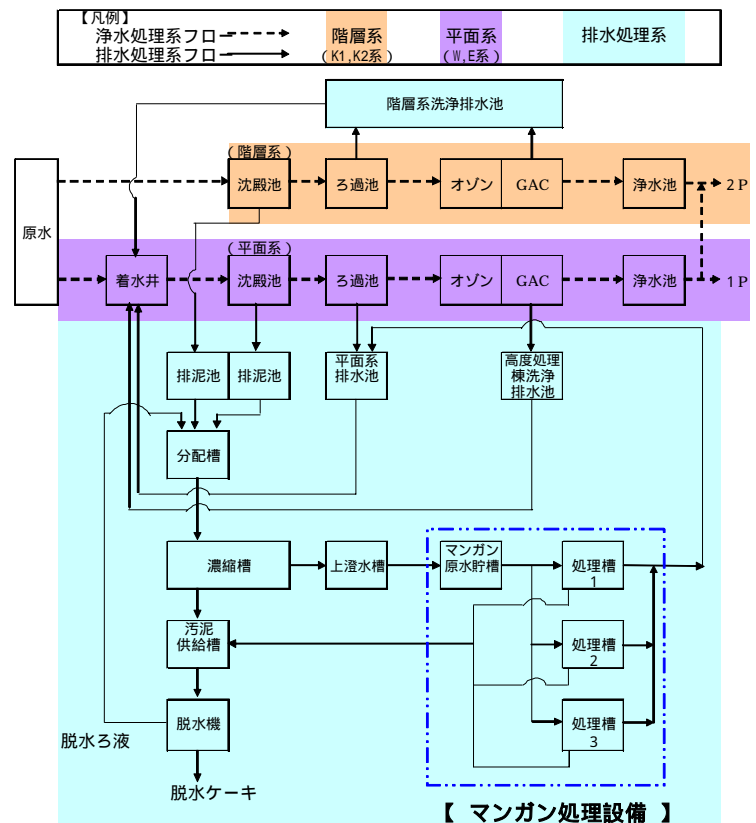 【凡例】
浄水処理系フロー
排水処理系フロー
階層系
(K1,K2系)
平面系
(W,E系)
排水処理系
階層系洗浄排水池
(階層系)
原水
沈殿池
ろ過池
オゾン
GAC
浄水池
2P
(平面系)
着水井
沈殿池
ろ過池
オゾン
GAC
浄水池
1P
排泥池
排泥池
平面系
排水池
高度処理
棟洗浄
排水池
分配槽
濃縮槽
上澄水槽
マンガン
原水貯槽
処理槽
1
汚泥
供給槽
処理槽
2
脱水機
処理槽
3
脱水ろ液
脱水ケーキ
【 マンガン処理設備 】